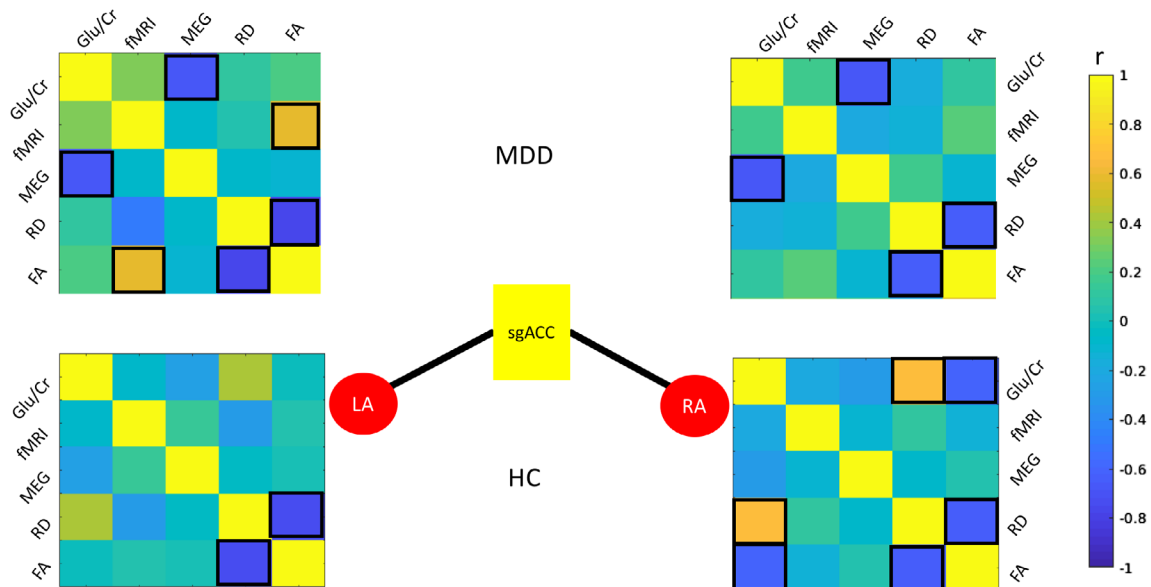 Glu/Cr fMRI MEG RD FA
Glu/Cr
fMRI
MEG
RD
FA
MDD
Glu/Cr fMRI MEG RD FA
Glu/Cr
fMRI
MEG
RD
FA
r
1
0.8
0.6
0.4
0.2
0
-0.2
-0.4
-0.6
-0.8
-1
sgACC
LA
RA
HC
Glu/Cr
fMRI
MEG
RD
FA
Glu/Cr
fMRI
MEG
RD
FA